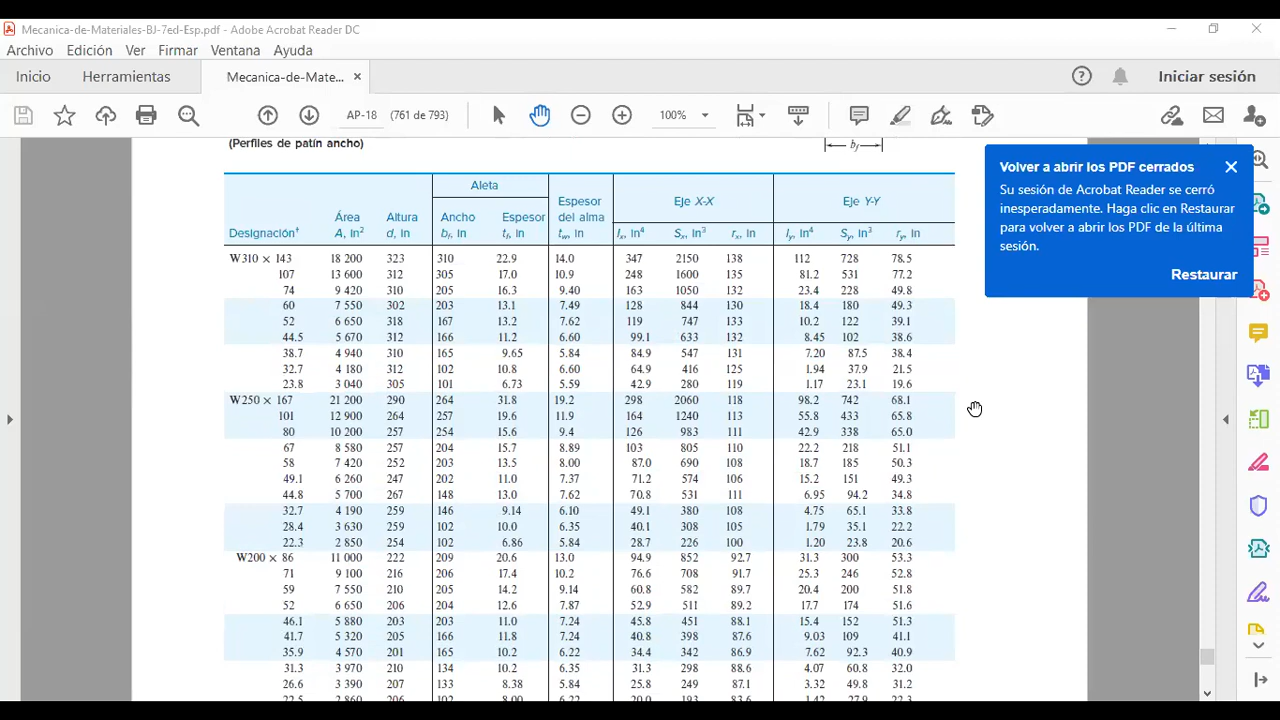 Mecanica-de-Materiales-BJ-7ed-Esp.pdf - Adobe Acrobat Reader DC
Archivo Edición Ver Firmar Ventana Ayuda
Inicio Herramientas Mecanica-de-Mate... × Iniciar sesión
AP-18 (761 de 793) 100%
(Perfiles de patín ancho) bf
Volver a abrir los PDF cerrados
Su sesión de Acrobat Reader se cerró
inesperadamente. Haga clic en Restaurar
para volver a abrir los PDF de la última
sesión.
Restaurar
Aleta
Espesor Eje X-X Eje Y-Y
Área Altura Ancho Espesor del alma
Designación† A, in² d, in bf, in tf, in tw, in Ix, in⁴ Sx, in³ rx, in Iy, in⁴ Sy, in³ ry, in
W310 × 143 18 200 323 310 22.9 14.0 347 2150 138 112 728 78.5
107 13 600 312 305 17.0 10.9 248 1600 135 81.2 531 77.2
74 9 420 310 205 16.3 9.40 163 1050 132 23.4 228 49.8
60 7 550 302 203 13.1 7.49 128 844 130 18.4 180 49.3
52 6 650 318 167 13.2 7.62 119 747 133 10.2 122 39.1
44.5 5 670 312 166 11.2 6.60 99.1 633 132 8.45 102 38.6
38.7 4 940 310 165 9.65 5.84 84.9 547 131 7.20 87.5 38.4
32.7 4 180 312 102 10.8 6.60 64.9 416 125 1.94 37.9 21.5
23.8 3 040 305 101 6.73 5.59 42.9 280 119 1.17 23.1 19.6
W250 × 167 21 200 290 264 31.8 19.2 298 2060 118 98.2 742 68.1
101 12 900 264 257 19.6 11.9 164 1240 113 55.8 433 65.8
80 10 200 257 254 15.6 9.4 126 983 111 42.9 338 65.0
67 8 580 257 204 15.7 8.89 103 805 110 22.2 218 51.1
58 7 420 252 203 13.5 8.00 87.0 690 108 18.7 185 50.3
49.1 6 260 247 202 11.0 7.37 71.2 574 106 15.2 151 49.3
44.8 5 700 267 148 13.0 7.62 70.8 531 111 6.95 94.2 34.8
32.7 4 190 259 146 9.14 6.10 49.1 380 108 4.75 65.1 33.8
28.4 3 630 259 102 10.0 6.35 40.1 308 105 1.79 35.1 22.2
22.3 2 850 254 102 6.86 5.84 28.7 226 100 1.20 23.8 20.6
W200 × 86 11 000 222 209 20.6 13.0 94.9 852 92.7 31.3 300 53.3
71 9 100 216 206 17.4 10.2 76.6 708 91.7 25.3 246 52.8
59 7 550 210 205 14.2 9.14 60.8 582 89.7 20.4 200 51.8
52 6 650 206 204 12.6 7.87 52.9 511 89.2 17.7 174 51.6
46.1 5 880 203 203 11.0 7.24 45.8 451 88.1 15.4 152 51.3
41.7 5 320 205 166 11.8 7.24 40.8 398 87.6 9.03 109 41.1
35.9 4 570 201 165 10.2 6.22 34.4 342 86.9 7.62 92.3 40.9
31.3 3 970 210 134 10.2 6.35 31.3 298 88.6 4.07 60.8 32.0
26.6 3 390 207 133 8.38 5.84 25.8 249 87.1 3.32 49.8 31.2
22.5 2 860 206 102 8.00 6.22 20.0 193 83.6 1.42 27.9 22.3